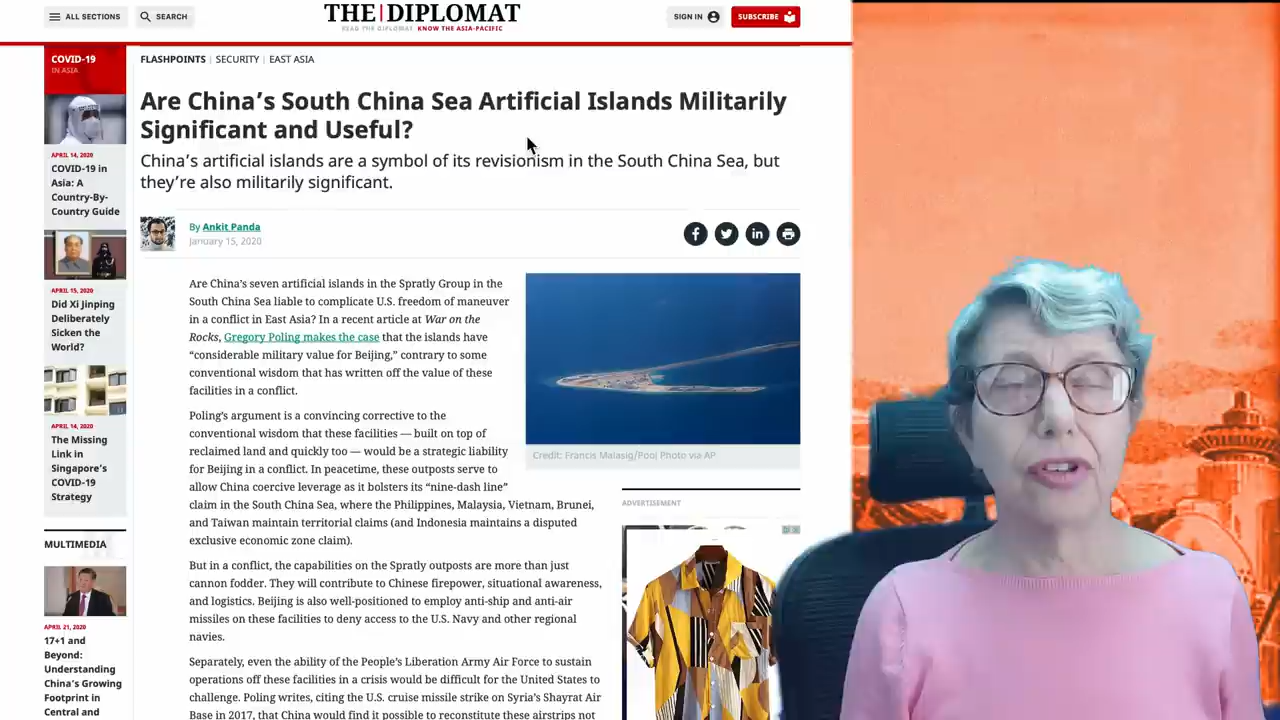 ALL SECTIONS
SEARCH
THE DIPLOMAT
READ THE DIPLOMAT, KNOW THE ASIA-PACIFIC
SIGN IN
SUBSCRIBE
COVID-19
IN ASIA
APRIL 14, 2020
COVID-19 in
Asia: A
Country-By-
Country Guide
APRIL 15, 2020
Did Xi Jinping
Deliberately
Sicken the
World?
APRIL 14, 2020
The Missing
Link in
Singapore's
COVID-19
Strategy
MULTIMEDIA
APRIL 21, 2020
17+1 and
Beyond:
Understanding
China's Growing
Footprint in
Central and
FLASHPOINTS | SECURITY | EAST ASIA
Are China's South China Sea Artificial Islands Militarily
Significant and Useful?
China's artificial islands are a symbol of its revisionism in the South China Sea, but
they're also militarily significant.
By Ankit Panda
January 15, 2020
Are China's seven artificial islands in the Spratly Group in the
South China Sea liable to complicate U.S. freedom of maneuver
in a conflict in East Asia? In a recent article at War on the
Rocks, Gregory Poling makes the case that the islands have
“considerable military value for Beijing,” contrary to some
conventional wisdom that has written off the value of these
facilities in a conflict.
Poling's argument is a convincing corrective to the
conventional wisdom that these facilities — built on top of
reclaimed land and quickly too — would be a strategic liability
for Beijing in a conflict. In peacetime, these outposts serve to
allow China coercive leverage as it bolsters its “nine-dash line”
claim in the South China Sea, where the Philippines, Malaysia, Vietnam, Brunei,
and Taiwan maintain territorial claims (and Indonesia maintains a disputed
exclusive economic zone claim).
But in a conflict, the capabilities on the Spratly outposts are more than just
cannon fodder. They will contribute to Chinese firepower, situational awareness,
and logistics. Beijing is also well-positioned to employ anti-ship and anti-air
missiles on these facilities to deny access to the U.S. Navy and other regional
navies.
Separately, even the ability of the People's Liberation Army Air Force to sustain
operations off these facilities in a crisis would be difficult for the United States to
challenge. Poling writes, citing the U.S. cruise missile strike on Syria's Shayrat Air
Base in 2017, that China would find it possible to reconstitute these airstrips not
Credit: Francis Malasig/Pool Photo via AP
ADVERTISEMENT